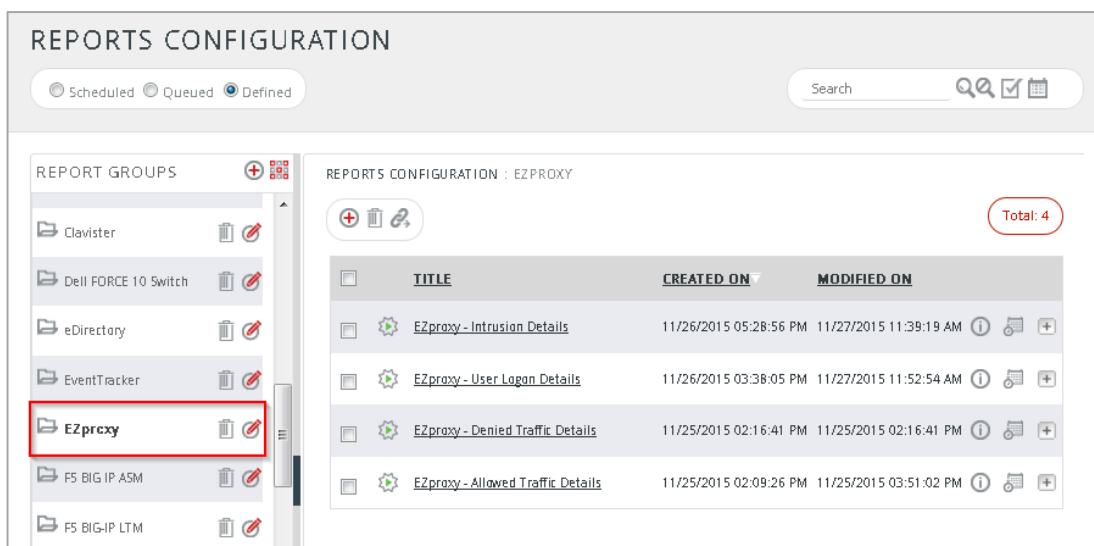 REPORTS CONFIGURATION
Scheduled Queued Defined
Search
REPORT GROUPS
Clavister
Dell FORCE 10 Switch
eDirectory
EventTracker
EZproxy
F5 BIG IP ASM
F5 BIG-IP LTM
REPORTS CONFIGURATION : EZPROXY
Total: 4
TITLE CREATED ON MODIFIED ON
EZproxy - Intrusion Details 11/26/2015 05:28:56 PM 11/27/2015 11:39:19 AM
EZproxy - User Logon Details 11/26/2015 03:38:05 PM 11/27/2015 11:52:54 AM
EZproxy - Denied Traffic Details 11/25/2015 02:16:41 PM 11/25/2015 02:16:41 PM
EZproxy - Allowed Traffic Details 11/25/2015 02:09:26 PM 11/25/2015 03:51:02 PM